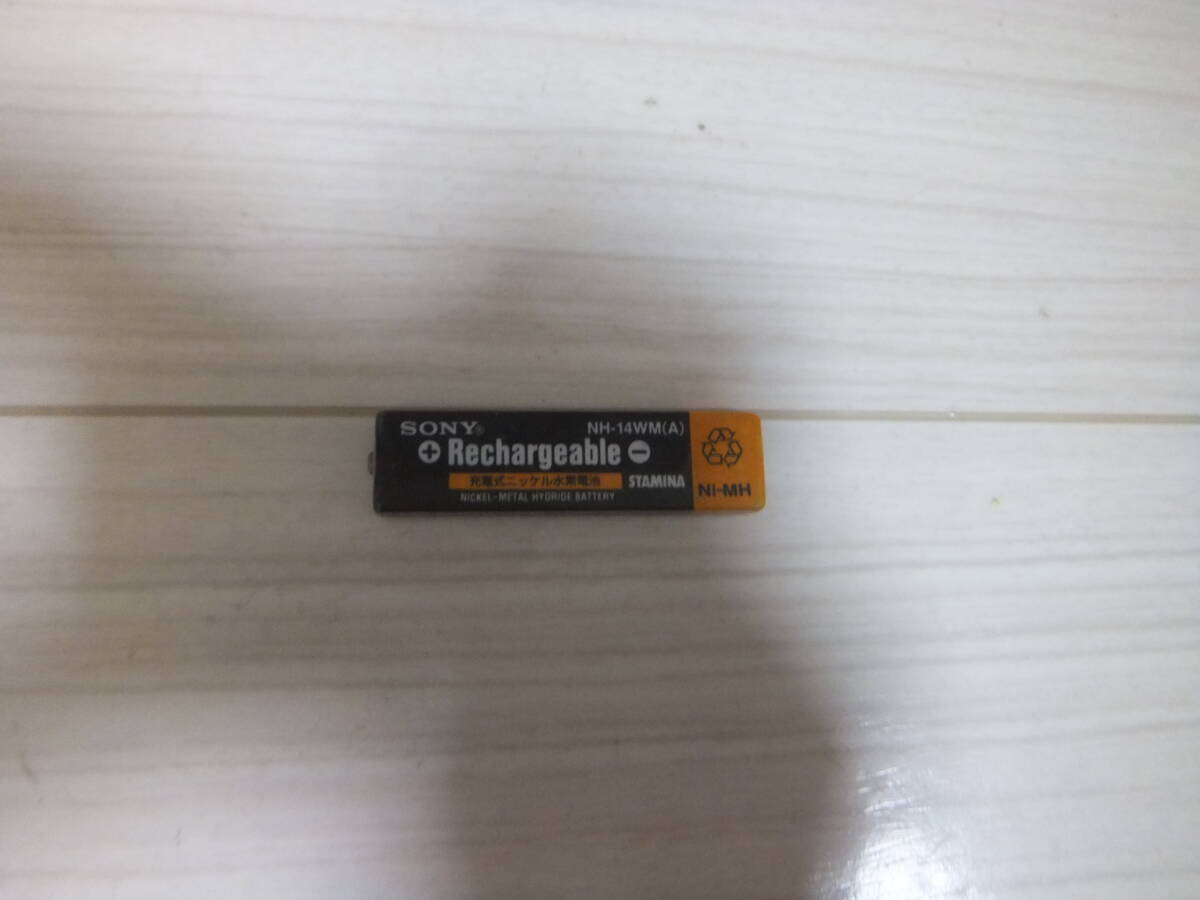 SONY® NH-14WM(A)
+ Rechargeable -
充電式ニッケル水素電池 STAMINA
NICKEL-METAL HYDRIDE BATTERY
NI-MH